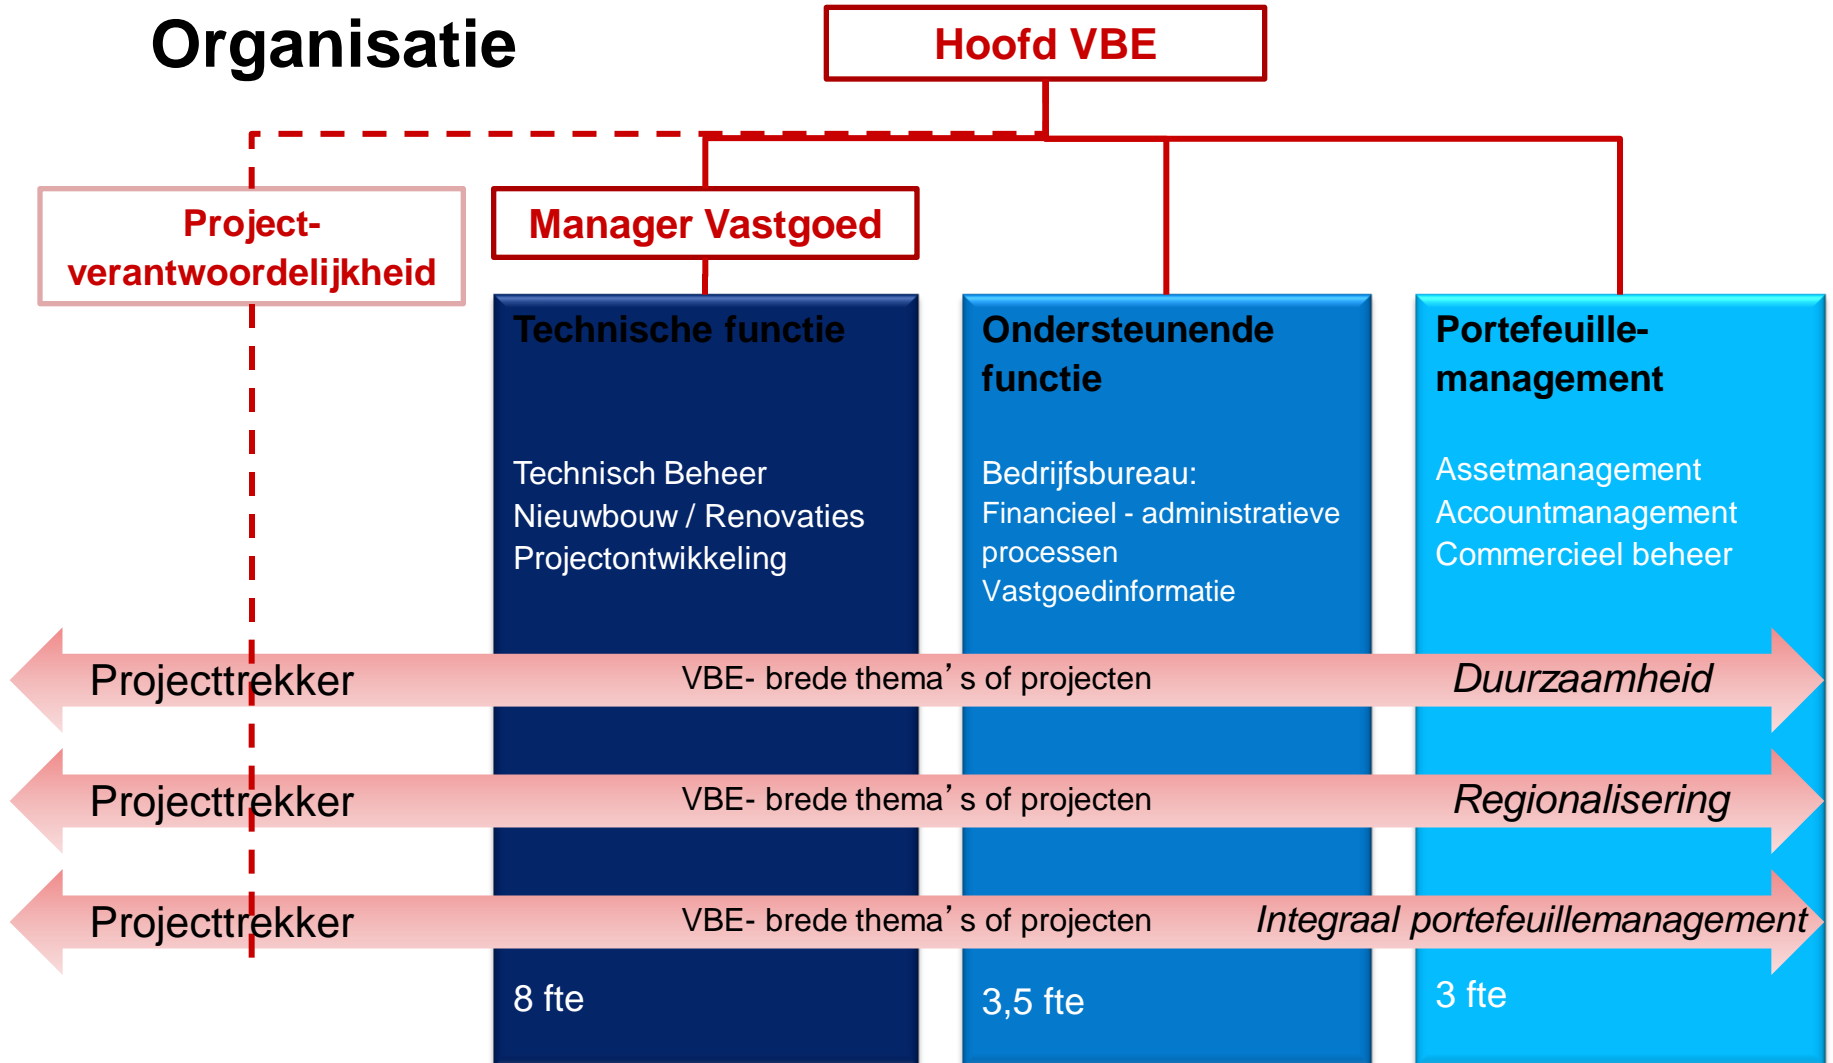 Organisatie
Hoofd VBE
Project-
verantwoordelijkheid
Manager Vastgoed
Technische functie
Technisch Beheer
Nieuwbouw / Renovaties
Projectontwikkeling
Ondersteunende
functie
Bedrijfsbureau:
Financieel - administratieve
processen
Vastgoedinformatie
Portefeuille-
management
Assetmanagement
Accountmanagement
Commercieel beheer
Projecttrekker VBE- brede thema's of projecten Duurzaamheid
Projecttrekker VBE- brede thema's of projecten Regionalisering
Projecttrekker VBE- brede thema's of projecten Integraal portefeuillemanagement
8 fte
3,5 fte
3 fte